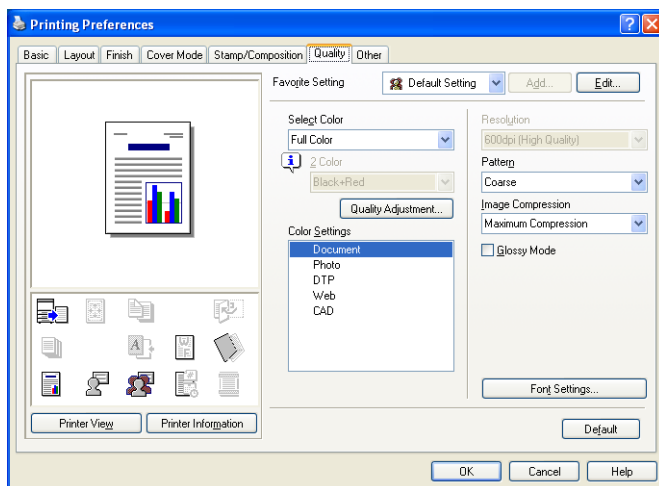 Printing Preferences
Basic Layout Finish Cover Mode Stamp/Composition Quality Other
Favorite Setting Default Setting Add... Edit...
Select Color
Full Color
2 Color
Black+Red
Quality Adjustment...
Color Settings
Document
Photo
DTP
Web
CAD
Resolution
600dpi (High Quality)
Pattern
Coarse
Image Compression
Maximum Compression
Glossy Mode
Font Settings...
Printer View Printer Information
Default
OK Cancel Help